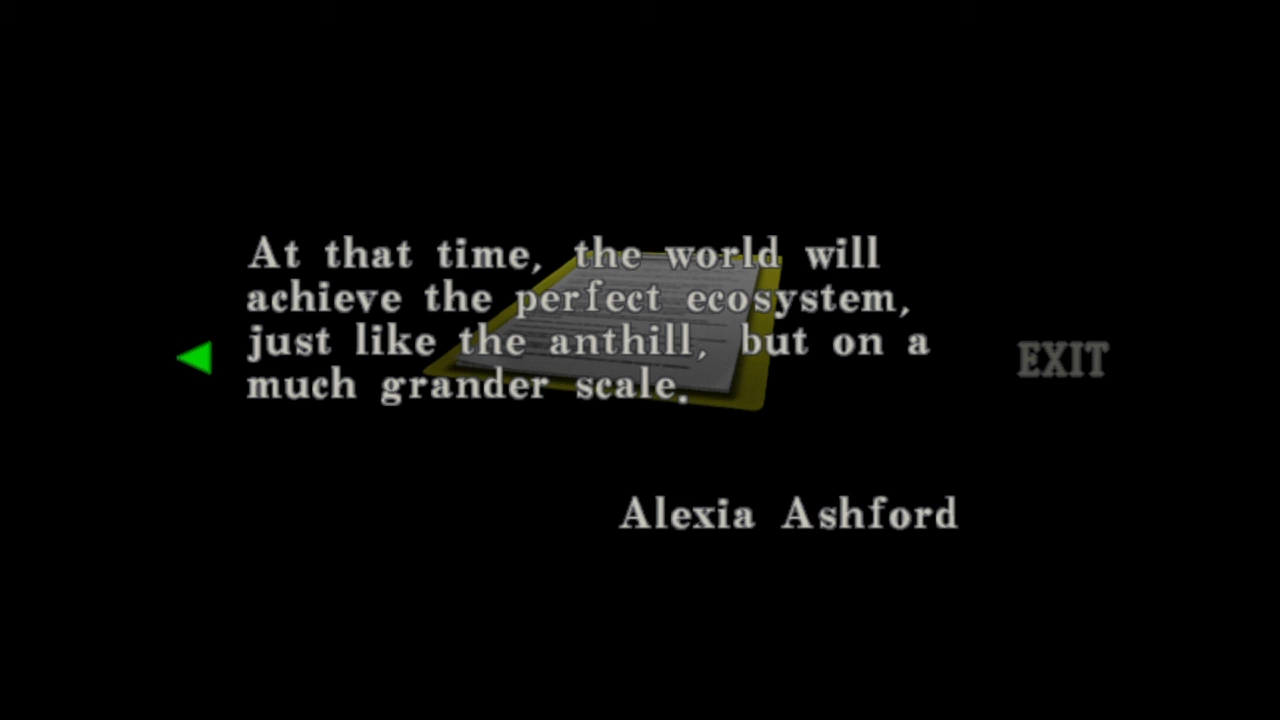 At that time, the world will
achieve the perfect ecosystem,
just like the anthill, but on a
much grander scale.
EXIT
Alexia Ashford